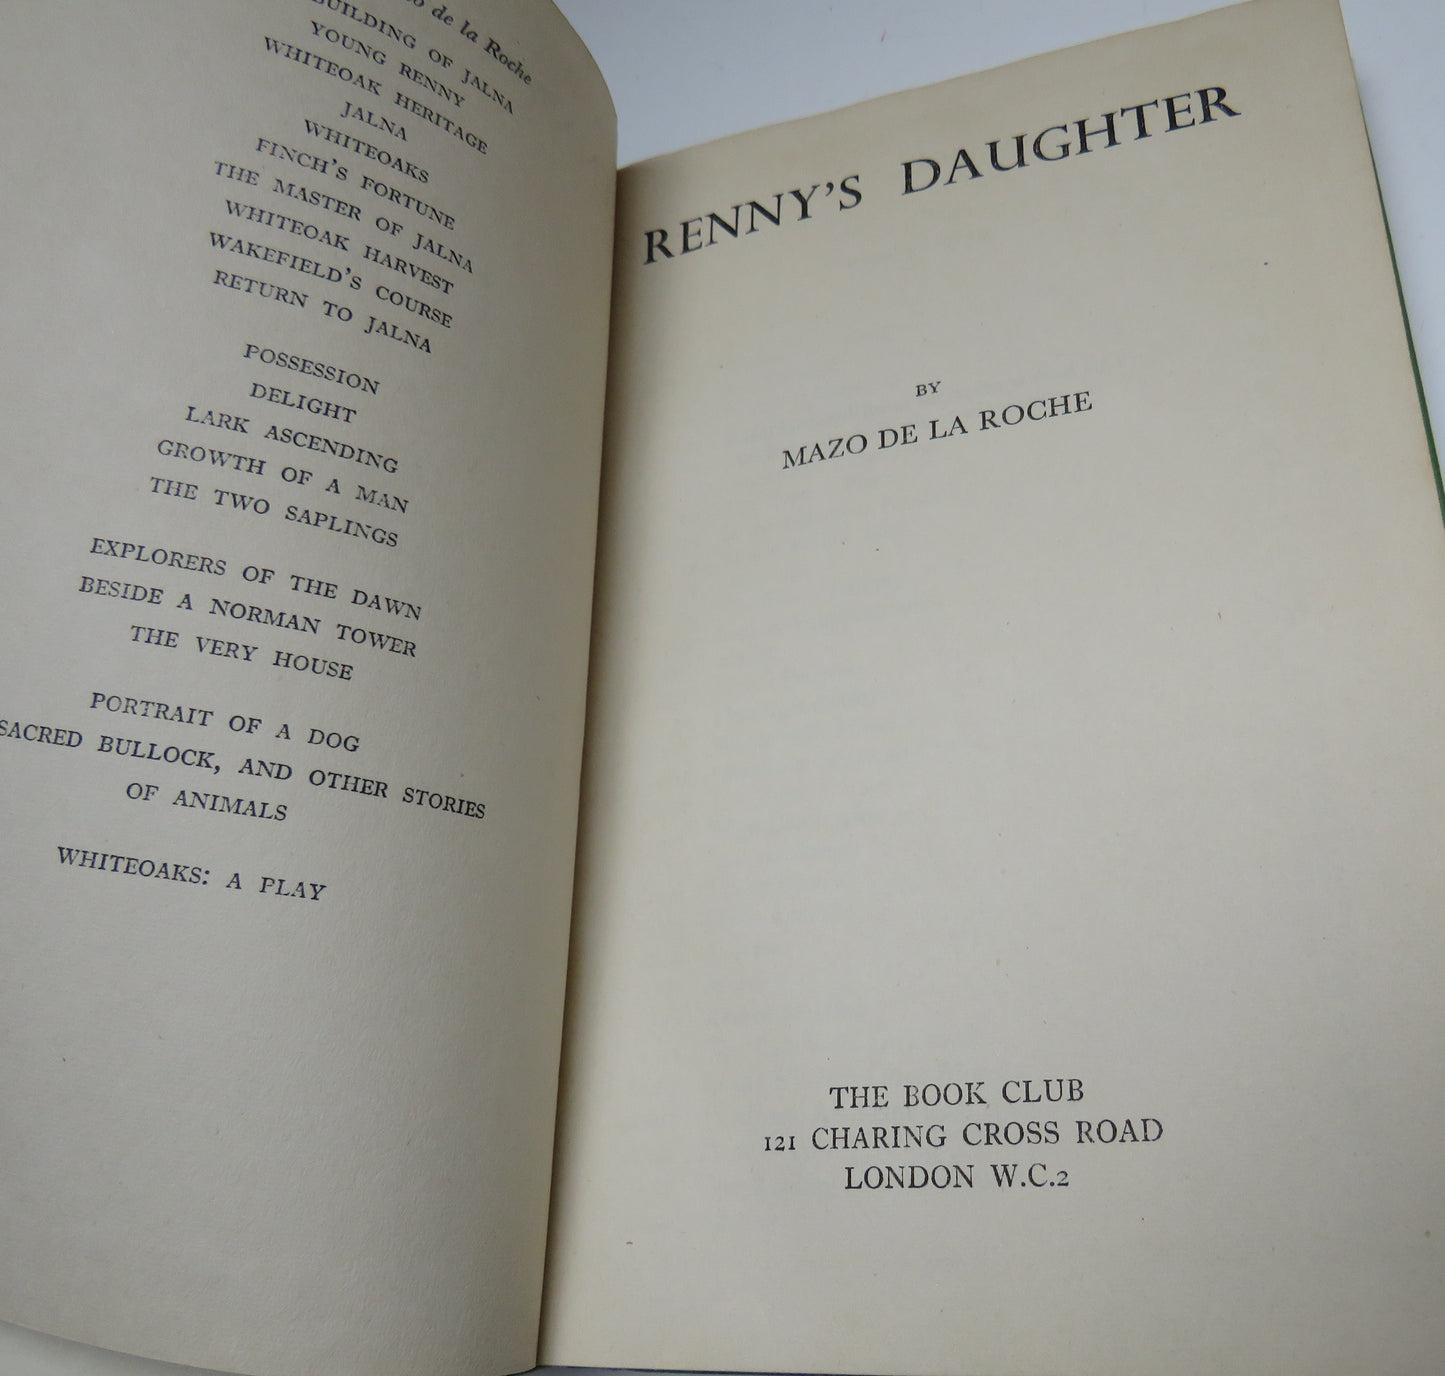 de la Roche
BUILDING OF JALNA
YOUNG RENNY
WHITEOAK HERITAGE
JALNA
WHITEOAKS
FINCH'S FORTUNE
THE MASTER OF JALNA
WHITEOAK HARVEST
WAKEFIELD'S COURSE
RETURN TO JALNA
POSSESSION
DELIGHT
LARK ASCENDING
GROWTH OF A MAN
THE TWO SAPLINGS
EXPLORERS OF THE DAWN
BESIDE A NORMAN TOWER
THE VERY HOUSE
PORTRAIT OF A DOG
SACRED BULLOCK, AND OTHER STORIES
OF ANIMALS
WHITEOAKS: A PLAY
RENNY'S DAUGHTER
BY
MAZO DE LA ROCHE
THE BOOK CLUB
121 CHARING CROSS ROAD
LONDON W.C.2